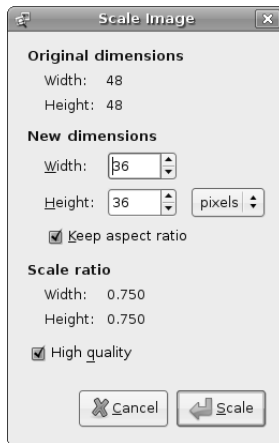 Scale Image
Original dimensions
Width: 48
Height: 48
New dimensions
Width: 36
Height: 36 pixels
Keep aspect ratio
Scale ratio
Width: 0.750
Height: 0.750
High quality
Cancel Scale